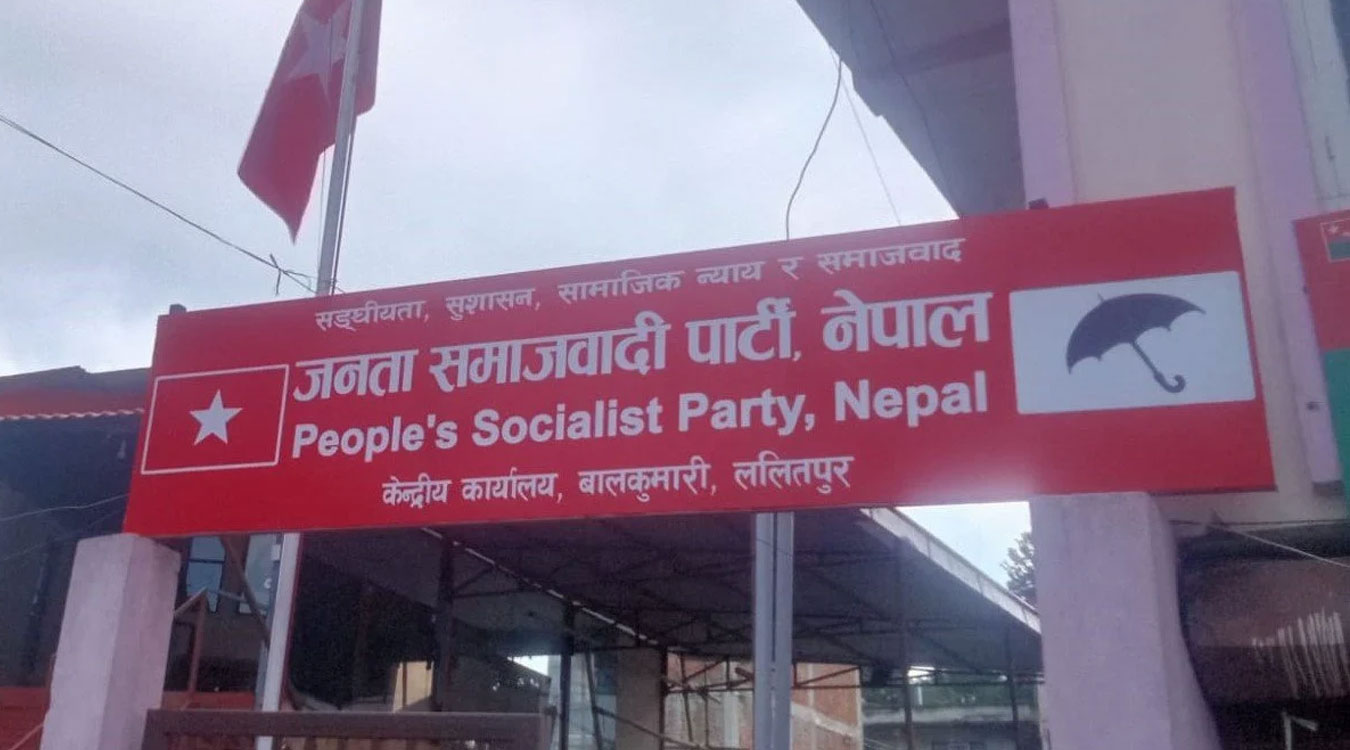 सङ्घीयता, सुशासन, सामाजिक न्याय र समाजवाद
जनता समाजवादी पार्टी, नेपाल
People's Socialist Party, Nepal
केन्द्रीय कार्यालय, बालकुमारी, ललितपुर